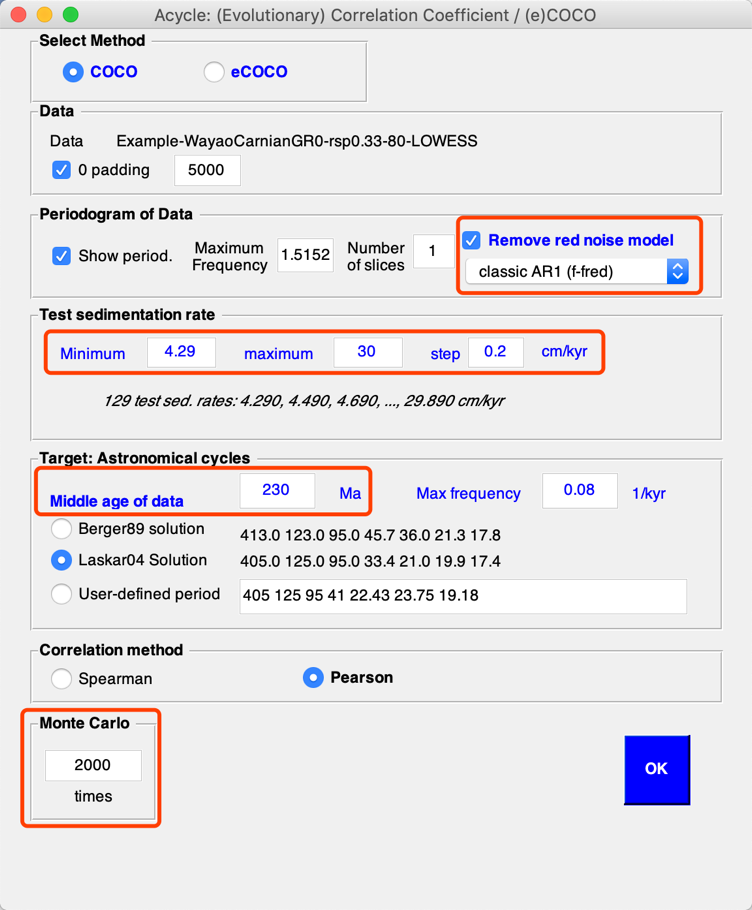 Acycle: (Evolutionary) Correlation Coefficient / (e)COCO
Select Method
COCO eCOCO
Data
Data Example-WayaoCarnianGR0-rsp0.33-80-LOWESS
0 padding 5000
Periodogram of Data
Show period. Maximum Frequency 1.5152 Number of slices 1
Remove red noise model
classic AR1 (f-fred)
Test sedimentation rate
Minimum 4.29 maximum 30 step 0.2 cm/kyr
129 test sed. rates: 4.290, 4.490, 4.690, ..., 29.890 cm/kyr
Target: Astronomical cycles
Middle age of data 230 Ma Max frequency 0.08 1/kyr
Berger89 solution 413.0 123.0 95.0 45.7 36.0 21.3 17.8
Laskar04 Solution 405.0 125.0 95.0 33.4 21.0 19.9 17.4
User-defined period 405 125 95 41 22.43 23.75 19.18
Correlation method
Spearman Pearson
Monte Carlo
2000
times
OK